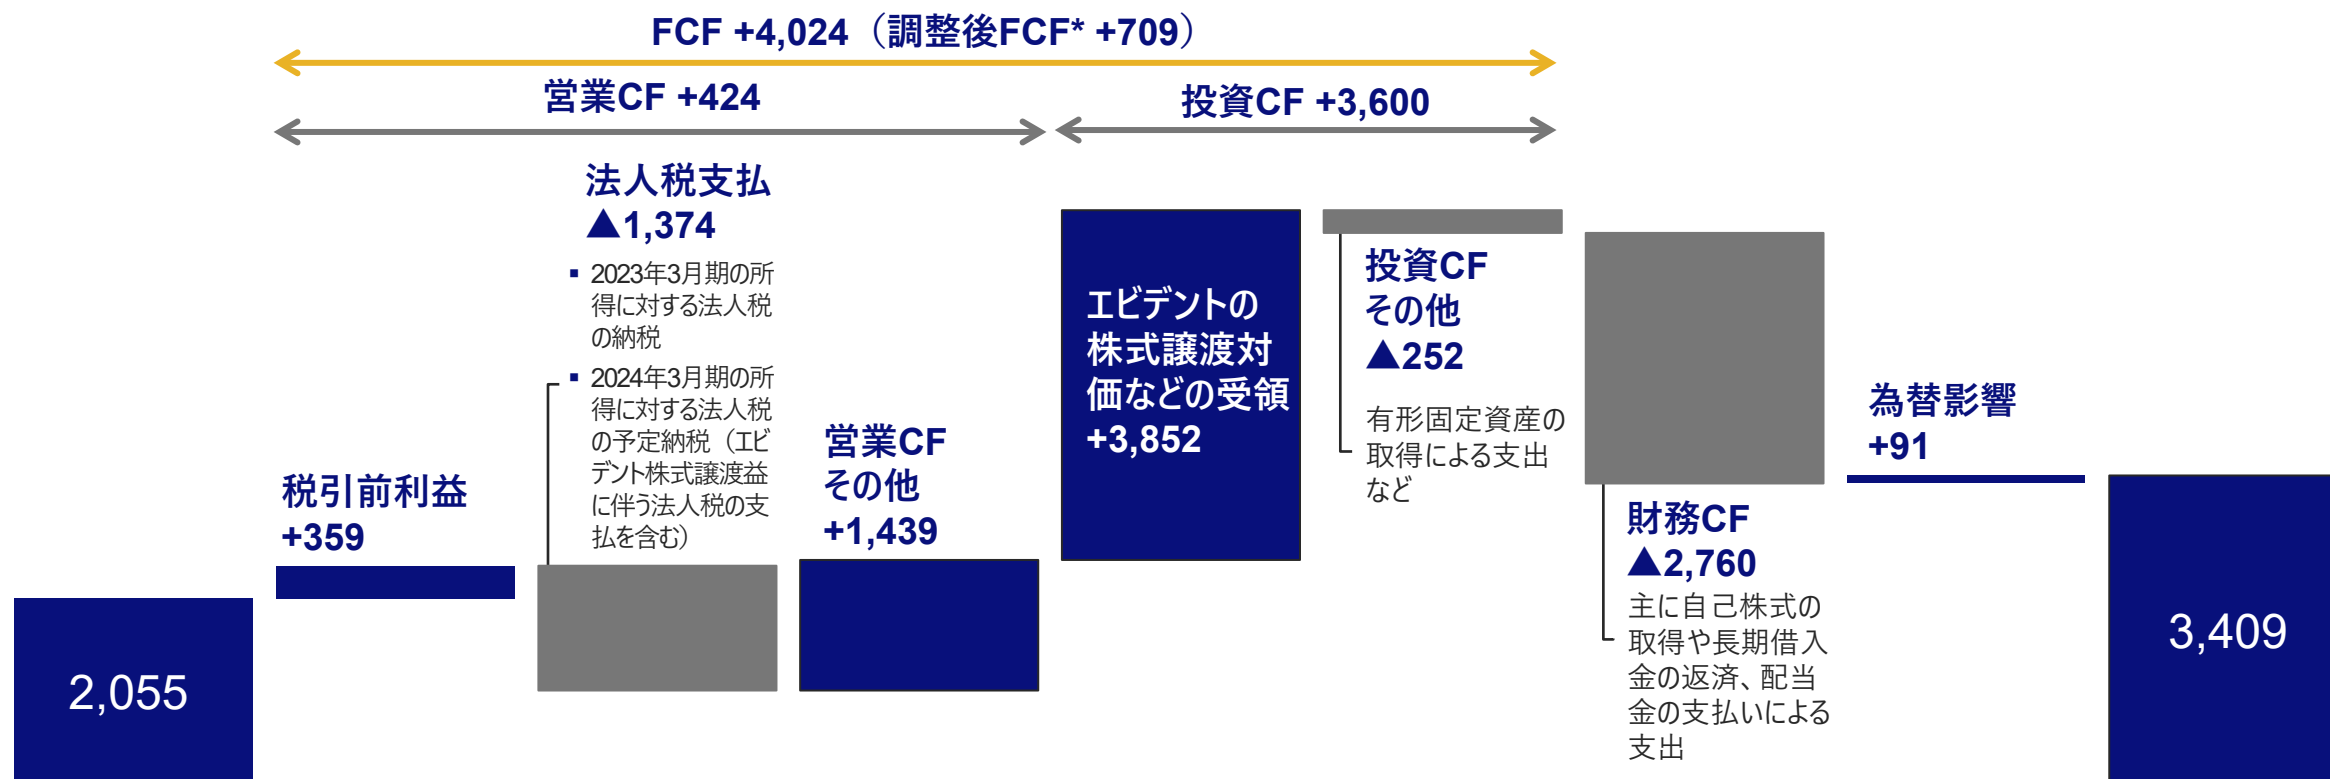 FCF +4,024（調整後FCF* +709）
営業CF +424
投資CF +3,600
2,055
税引前利益
+359
法人税支払
▲1,374
▪ 2023年3月期の所
得に対する法人税
の納税
▪ 2024年3月期の所
得に対する法人税
の予定納税（エビ
デント株式譲渡益
に伴う法人税の支
払を含む）
営業CF
その他
+1,439
エビデントの
株式譲渡対
価などの受領
+3,852
投資CF
その他
▲252
有形固定資産の
取得による支出
など
財務CF
▲2,760
主に自己株式の
取得や長期借入
金の返済、配当
金の支払いによる
支出
為替影響
+91
3,409